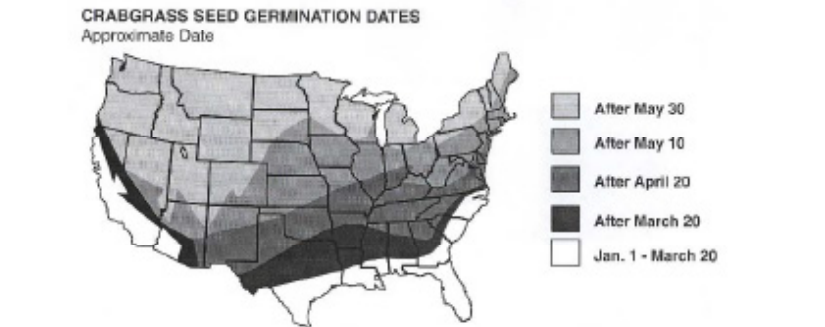 CRABGRASS SEED GERMINATION DATES
Approximate Date
After May 30
After May 10
After April 20
After March 20
Jan. 1 - March 20